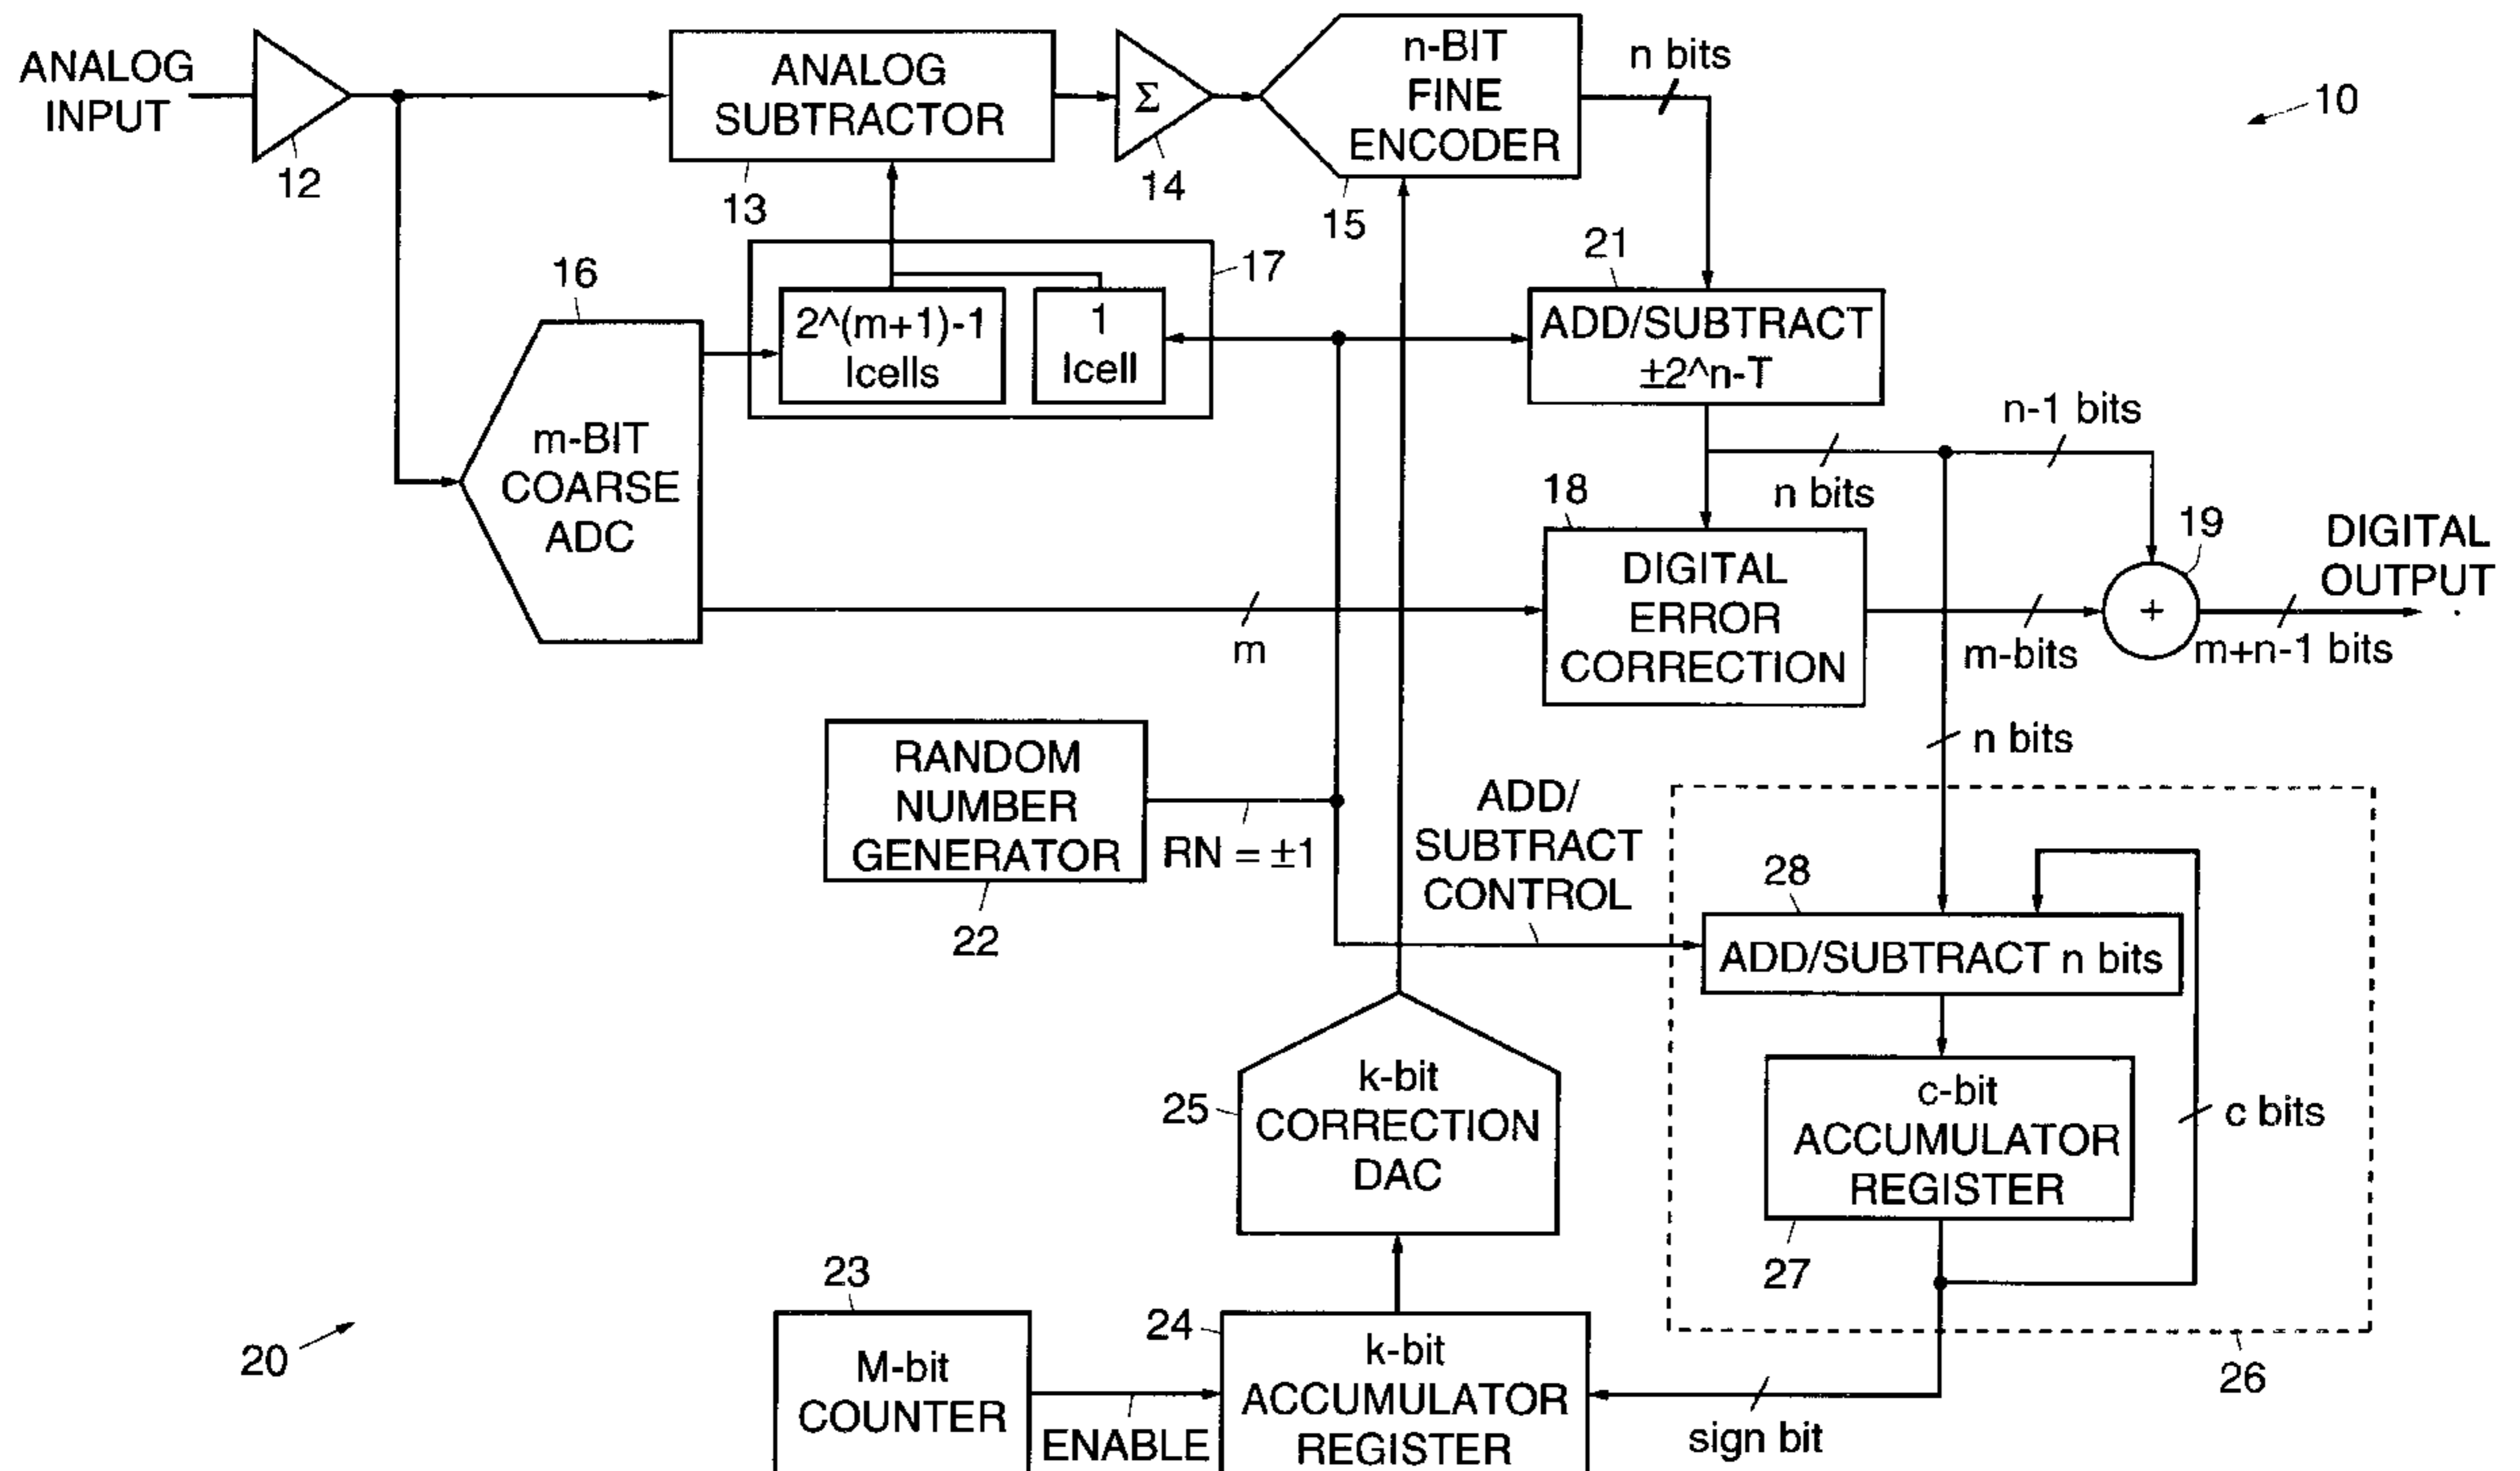 ANALOG
INPUT
12
ANALOG
SUBTRACTOR
13
Σ
14
n-BIT
FINE
ENCODER
15
n bits
10
16
m-BIT
COARSE
ADC
17
2^(m+1)-1
Icells
1
Icell
21
ADD/SUBTRACT
±2^n-T
n-1 bits
n bits
18
DIGITAL
ERROR
CORRECTION
19
+
DIGITAL
OUTPUT
m
m-bits
m+n-1 bits
n bits
RANDOM
NUMBER
GENERATOR
22
RN = ±1
ADD/
SUBTRACT
CONTROL
28
ADD/SUBTRACT n bits
c-bit
ACCUMULATOR
REGISTER
27
c bits
25
k-bit
CORRECTION
DAC
20
23
M-bit
COUNTER
ENABLE
24
k-bit
ACCUMULATOR
REGISTER
sign bit
26